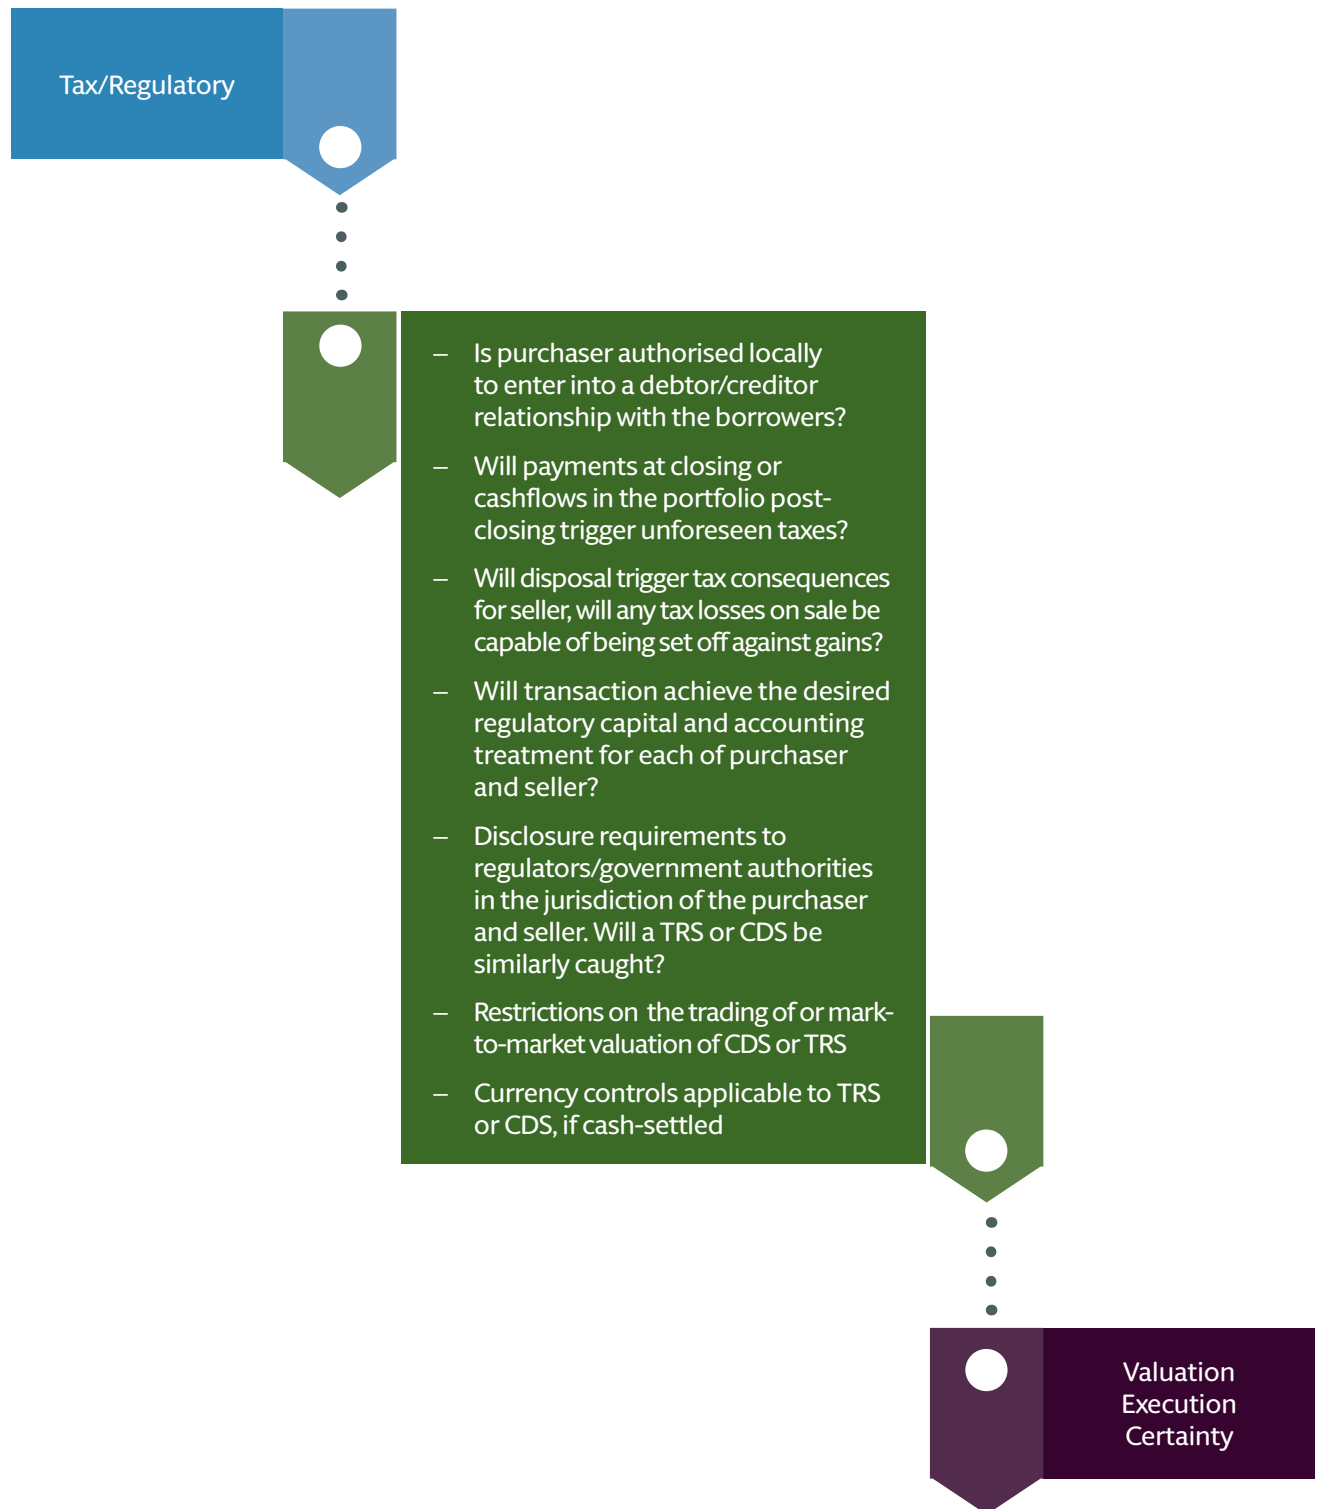 Tax/Regulatory
– Is purchaser authorised locally
to enter into a debtor/creditor
relationship with the borrowers?
– Will payments at closing or
cashflows in the portfolio post-
closing trigger unforeseen taxes?
– Will disposal trigger tax consequences
for seller, will any tax losses on sale be
capable of being set off against gains?
– Will transaction achieve the desired
regulatory capital and accounting
treatment for each of purchaser
and seller?
– Disclosure requirements to
regulators/government authorities
in the jurisdiction of the purchaser
and seller. Will a TRS or CDS be
similarly caught?
– Restrictions on the trading of or mark-
to-market valuation of CDS or TRS
– Currency controls applicable to TRS
or CDS, if cash-settled
Valuation
Execution
Certainty